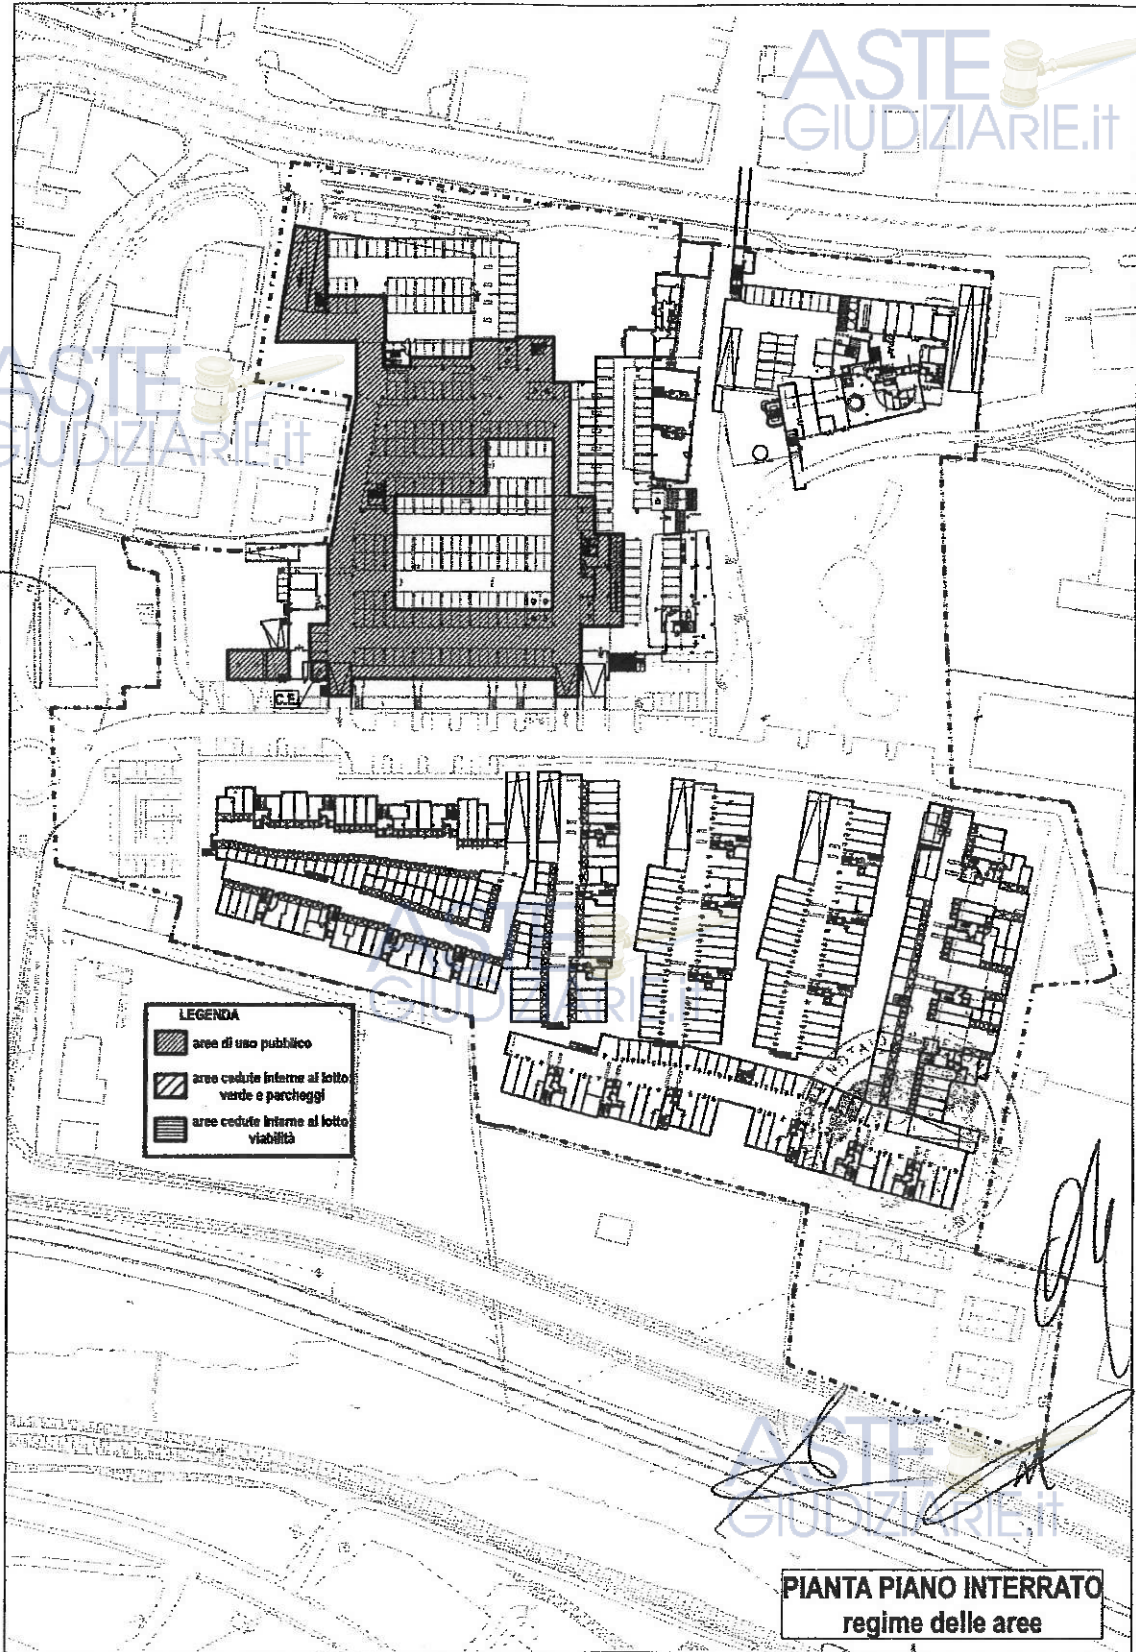 ASTE
GIUDIZIARIE.it
ASTE
GIUDIZIARIE.it
C.E.
ASTE
GIUDIZIARIE.it
LEGENDA
aree di uso pubblico
aree cedute interne al lotto
verde e parcheggi
aree cedute interne al lotto
viabilità
NOTAIO
ASTE
GIUDIZIARIE.it
PIANTA PIANO INTERRATO
regime delle aree